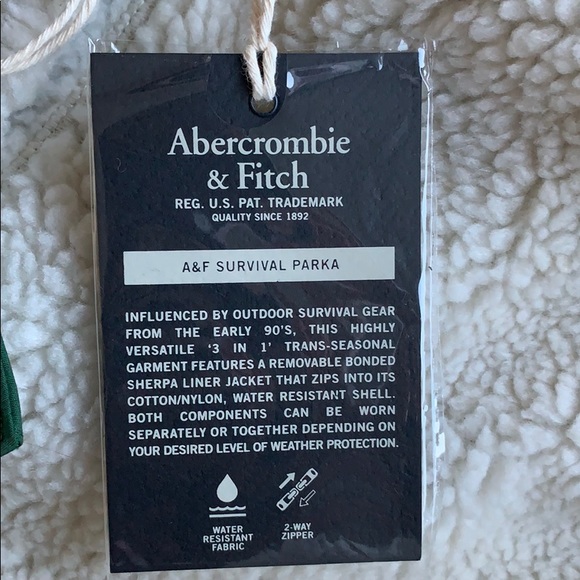 Abercrombie
& Fitch
REG. U.S. PAT. TRADEMARK
QUALITY SINCE 1892
A&F SURVIVAL PARKA
INFLUENCED BY OUTDOOR SURVIVAL GEAR
FROM THE EARLY 90'S, THIS HIGHLY
VERSATILE '3 IN 1' TRANS-SEASONAL
GARMENT FEATURES A REMOVABLE BONDED
SHERPA LINER JACKET THAT ZIPS INTO ITS
COTTON/NYLON, WATER RESISTANT SHELL.
BOTH COMPONENTS CAN BE WORN
SEPARATELY OR TOGETHER DEPENDING ON
YOUR DESIRED LEVEL OF WEATHER PROTECTION.
WATER
RESISTANT
FABRIC
2-WAY
ZIPPER